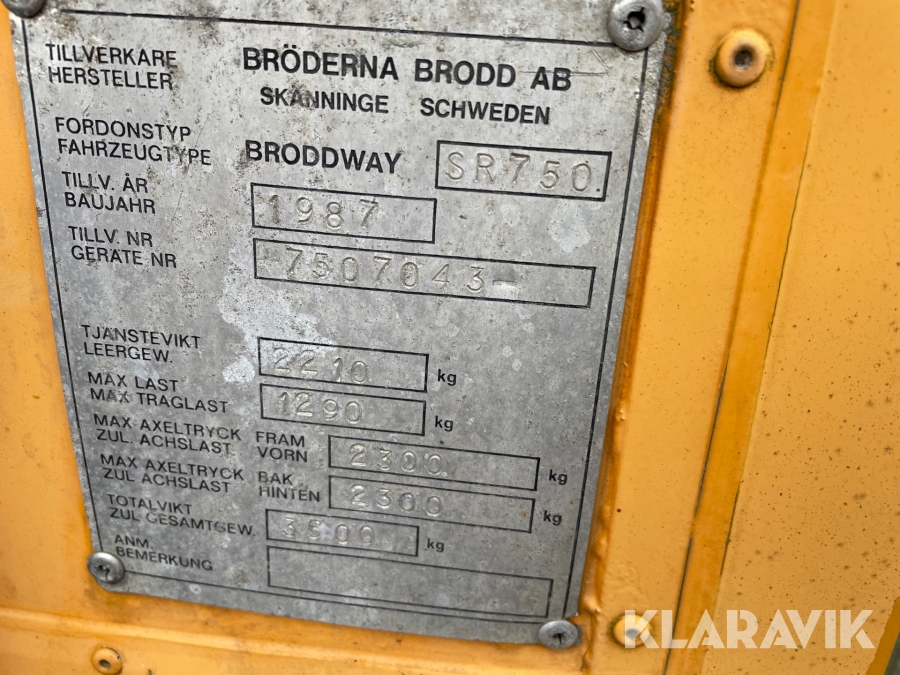 TILLVERKARE BRÖDERNA BRODD AB
HERSTELLER SKÄNNINGE SCHWEDEN
FORDONSTYP
FAHRZEUGTYPE BRODDWAY SR750
TILLV. ÅR
BAUJAHR 1987
TILLV. NR
GERÄTE NR 7507043-
TJÄNSTEVIKT
LEERGEW. 2210 kg
MAX LAST
MAX TRAGLAST 1290 kg
MAX AXELTRYCK FRAM
ZUL. ACHSLAST VORN 2300 kg
MAX AXELTRYCK BAK
ZUL ACHSLAST HINTEN 2300 kg
TOTALVIKT
ZUL GESAMTGEW. 3500 kg
ANM.
BEMERKUNG
KLARAVIK